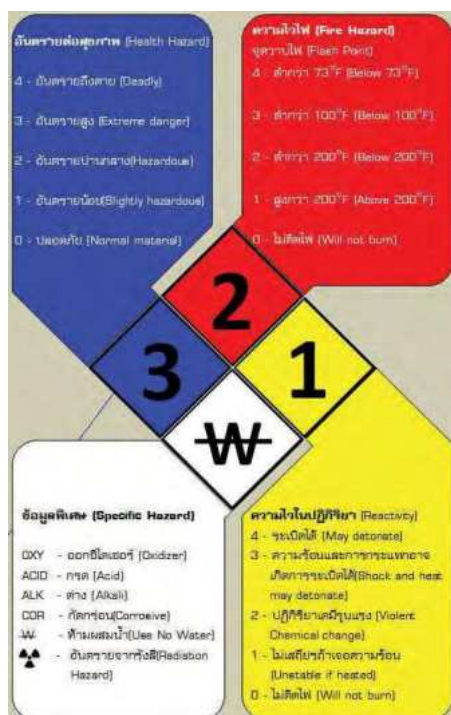 อันตรายต่อสุขภาพ (Health Hazard)
4 - อันตรายถึงตาย (Deadly)
3 - อันตรายสูง (Extreme danger)
2 - อันตรายปานกลาง(Hazardous)
1 - อันตรายน้อย(Slightly hazardous)
0 - ปลอดภัย (Normal material)
ความไวไฟ (Fire Hazard)
จุดวาบไฟ (Flash Point)
4 - ต่ำกว่า 73°F (Below 73°F)
3 - ต่ำกว่า 100°F (Below 100°F)
2 - ต่ำกว่า 200°F (Below 200°F)
1 - สูงกว่า 200°F (Above 200°F)
0 - ไม่ติดไฟ (Will not burn)
2
3
1
W
ข้อมูลพิเศษ (Specific Hazard)
OXY - ออกซิไดเซอร์ (Oxidizer)
ACID - กรด (Acid)
ALK - ด่าง (Alkali)
COR - กัดกร่อน(Corrosive)
W - ห้ามผสมน้ำ(Use No Water)
- อันตรายจากรังสี(Radiation
Hazard)
ความไวในปฏิกิริยา (Reactivity)
4 - ระเบิดได้ (May detonate)
3 - ความร้อนและการกระแทกอาจ
เกิดการระเบิดได้(Shock and heat
may detonate)
2 - ปฏิกิริยาเคมีรุนแรง (Violent
Chemical change)
1 - ไม่เสถียรถ้าเจอความร้อน
(Unstable if heated)
0 - ไม่ติดไฟ (Will not burn)